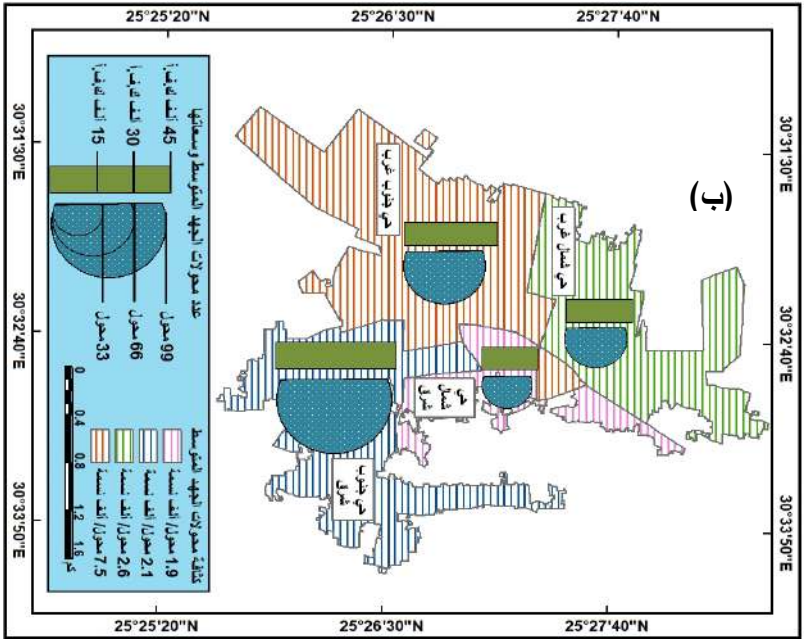 25°25'20"N
25°26'30"N
25°27'40"N
30°31'30"E
30°32'40"E
30°33'50"E
30°31'30"E
30°32'40"E
30°33'50"E
25°25'20"N
25°26'30"N
25°27'40"N
(ب)
حي شمال غرب
حي جنوب غرب
حي شمال شرق
حي جنوب شرق
عدد محولات الجهد المتوسط وسعاتها
45 ألف ك.ف.أ
30 ألف ك.ف.أ
15 ألف ك.ف.أ
99 محول
66 محول
33 محول
كثافة محولات الجهد المتوسط
1.9 محول/ ألف نسمة
2.1 محول/ ألف نسمة
2.6 محول/ ألف نسمة
7.5 محول/ ألف نسمة
0 0.4 0.8 1.2 1.6
كم